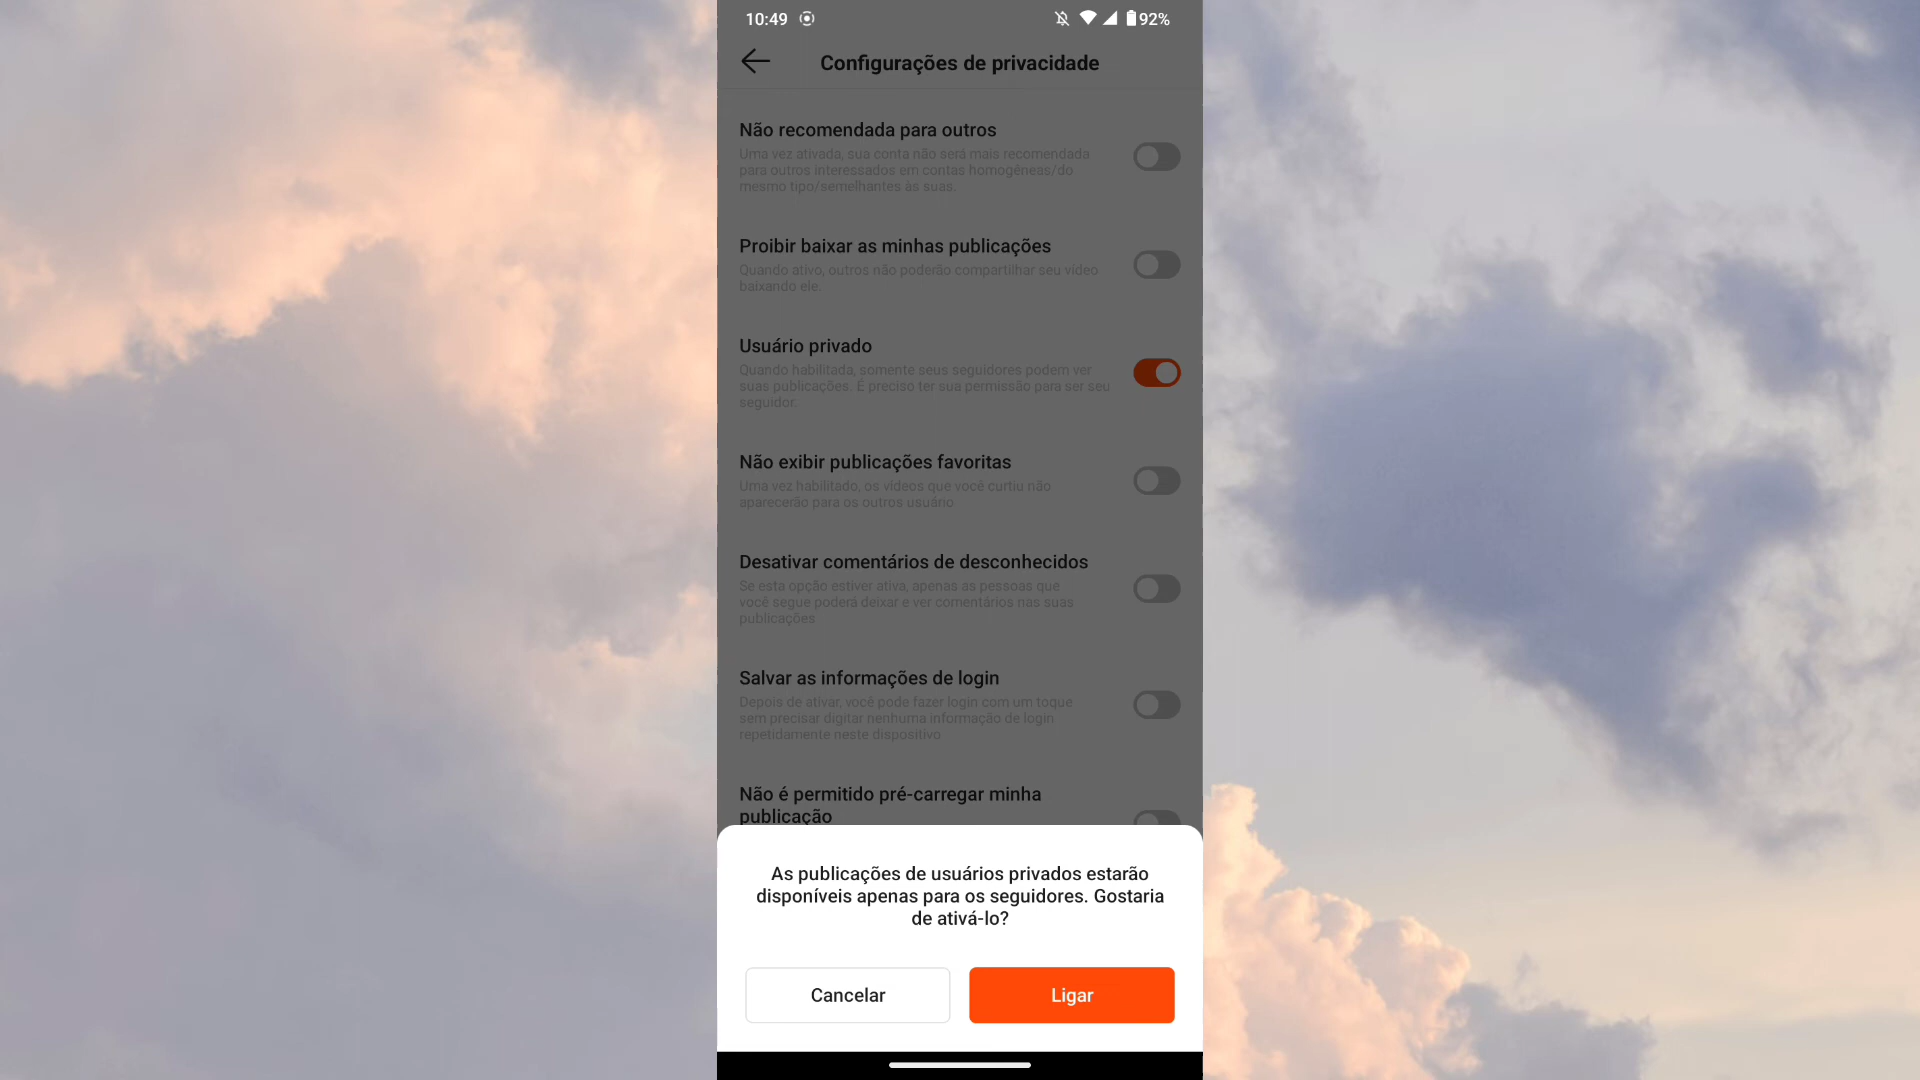 10:49
92%
Configurações de privacidade
Não recomendada para outros
Uma vez ativada, sua conta não será mais recomendada
para outros interessados em contas homogêneas/do
mesmo tipo/semelhantes às suas.
Proibir baixar as minhas publicações
Quando ativo, outros não poderão compartilhar seu vídeo
baixando ele.
Usuário privado
Quando habilitada, somente seus seguidores podem ver
suas publicações. É preciso ter sua permissão para ser seu
seguidor.
Não exibir publicações favoritas
Uma vez habilitado, os vídeos que você curtiu não
aparecerão para os outros usuário
Desativar comentários de desconhecidos
Se esta opção estiver ativa, apenas as pessoas que
você segue poderá deixar e ver comentários nas suas
publicações
Salvar as informações de login
Depois de ativar, você pode fazer login com um toque
sem precisar digitar nenhuma informação de login
repetidamente neste dispositivo
Não é permitido pré-carregar minha
publicação
As publicações de usuários privados estarão
disponíveis apenas para os seguidores. Gostaria
de ativá-lo?
Cancelar
Ligar